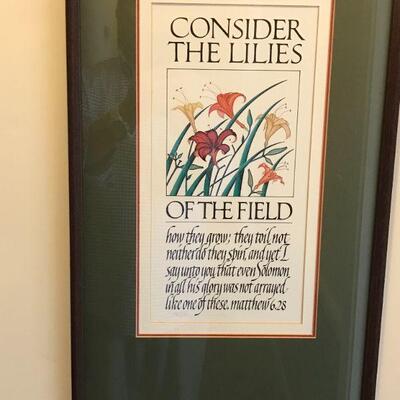 CONSIDER
THE LILIES
OF THE FIELD
how they grow; they toil not
neither do they spin, and yet I
say unto you, that even Solomon
in all his glory was not arrayed
like one of these. matthew 6.28